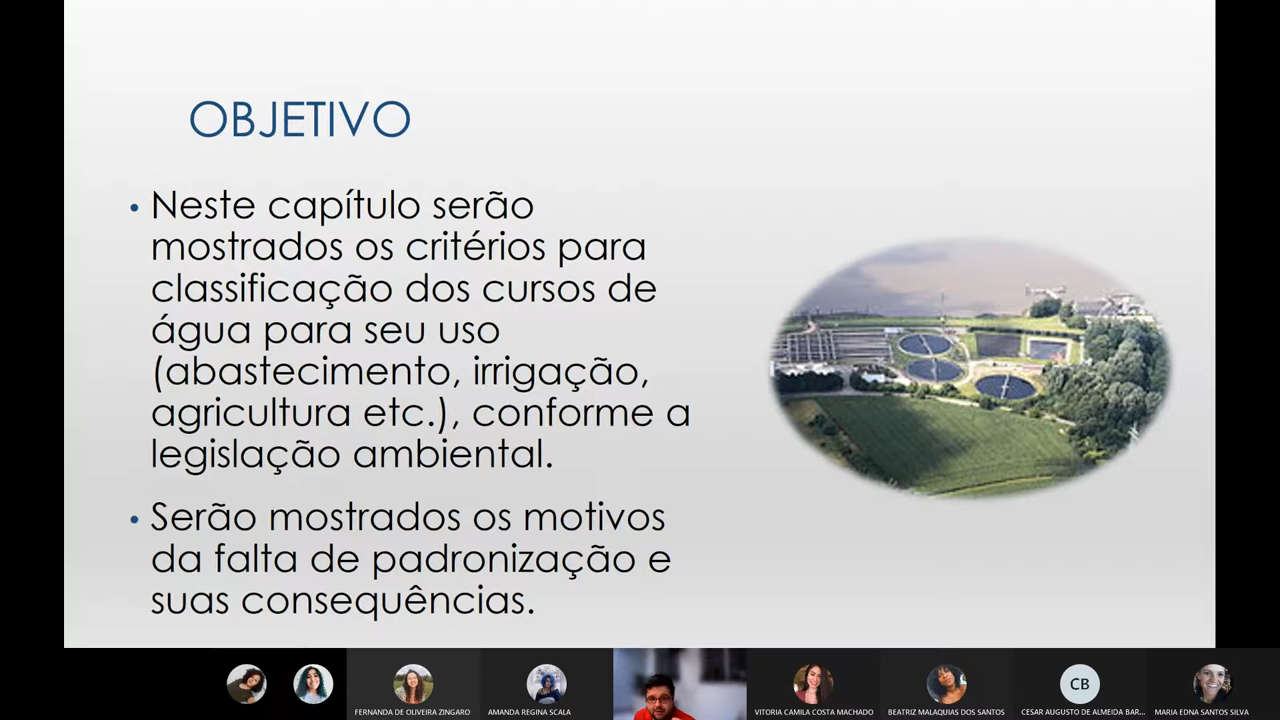 OBJETIVO
• Neste capítulo serão
mostrados os critérios para
classificação dos cursos de
água para seu uso
(abastecimento, irrigação,
agricultura etc.), conforme a
legislação ambiental.
• Serão mostrados os motivos
da falta de padronização e
suas consequências.
FERNANDA DE OLIVEIRA ZINGARO
AMANDA REGINA SCALA
VITORIA CAMILA COSTA MACHADO
BEATRIZ MALAQUIAS DOS SANTOS
CB
CESAR AUGUSTO DE ALMEIDA BAR...
MARIA EDNA SANTOS SILVA